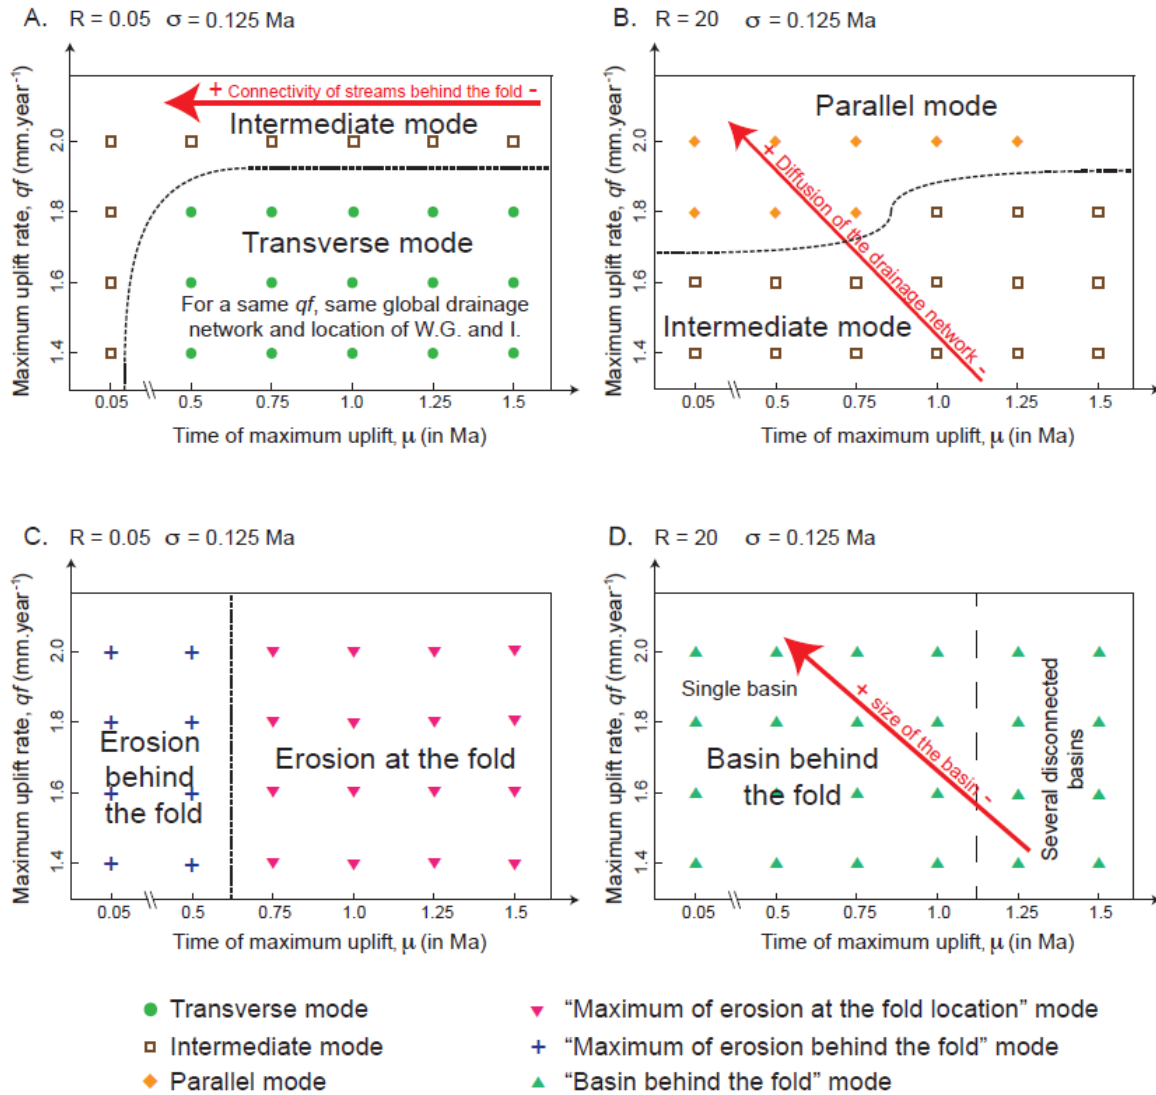 A. R = 0.05 σ = 0.125 Ma
Maximum uplift rate, qf (mm.year⁻¹)
2.0
1.8
1.6
1.4
+ Connectivity of streams behind the fold -
Intermediate mode
Transverse mode
For a same qf, same global drainage
network and location of W.G. and I.
0.05 0.5 0.75 1.0 1.25 1.5
Time of maximum uplift, μ (in Ma)
B. R = 20 σ = 0.125 Ma
Maximum uplift rate, qf (mm.year⁻¹)
2.0
1.8
1.6
1.4
Parallel mode
+ Diffusion of the drainage network -
Intermediate mode
0.05 0.5 0.75 1.0 1.25 1.5
Time of maximum uplift, μ (in Ma)
C. R = 0.05 σ = 0.125 Ma
Maximum uplift rate, qf (mm.year⁻¹)
2.0
1.8
1.6
1.4
Erosion
behind
the fold
Erosion at the fold
0.05 0.5 0.75 1.0 1.25 1.5
Time of maximum uplift, μ (in Ma)
D. R = 20 σ = 0.125 Ma
Maximum uplift rate, qf (mm.year⁻¹)
2.0
1.8
1.6
1.4
Single basin
+ size of the basin -
Basin behind
the fold
Several disconnected
basins
0.05 0.5 0.75 1.0 1.25 1.5
Time of maximum uplift, μ (in Ma)
Transverse mode
Intermediate mode
Parallel mode
“Maximum of erosion at the fold location” mode
“Maximum of erosion behind the fold” mode
“Basin behind the fold” mode